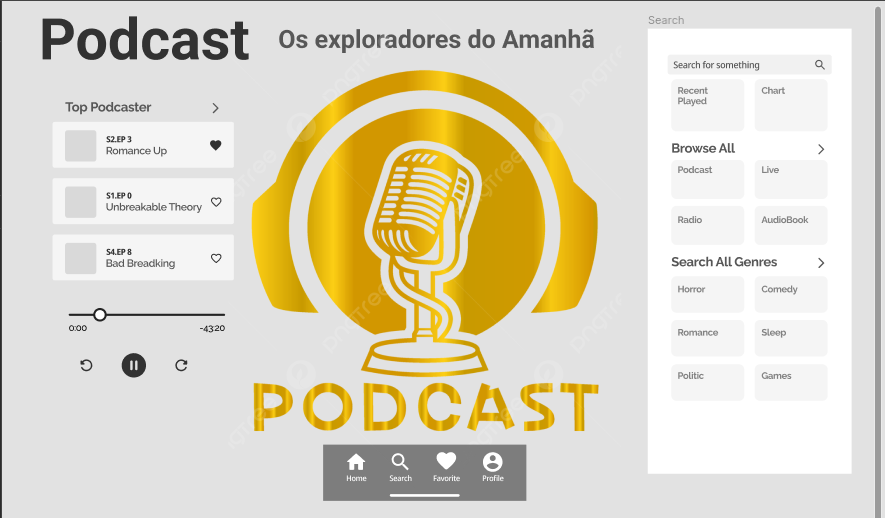 Podcast
Os exploradores do Amanhã
Search
Top Podcaster
S2.EP 3
Romance Up
S1.EP 0
Unbreakable Theory
S4.EP 8
Bad Breadking
0:00
-43:20
PODCAST
Home
Search
Favorite
Profile
Search for something
Recent
Played
Chart
Browse All
Podcast
Live
Radio
AudioBook
Search All Genres
Horror
Comedy
Romance
Sleep
Politic
Games